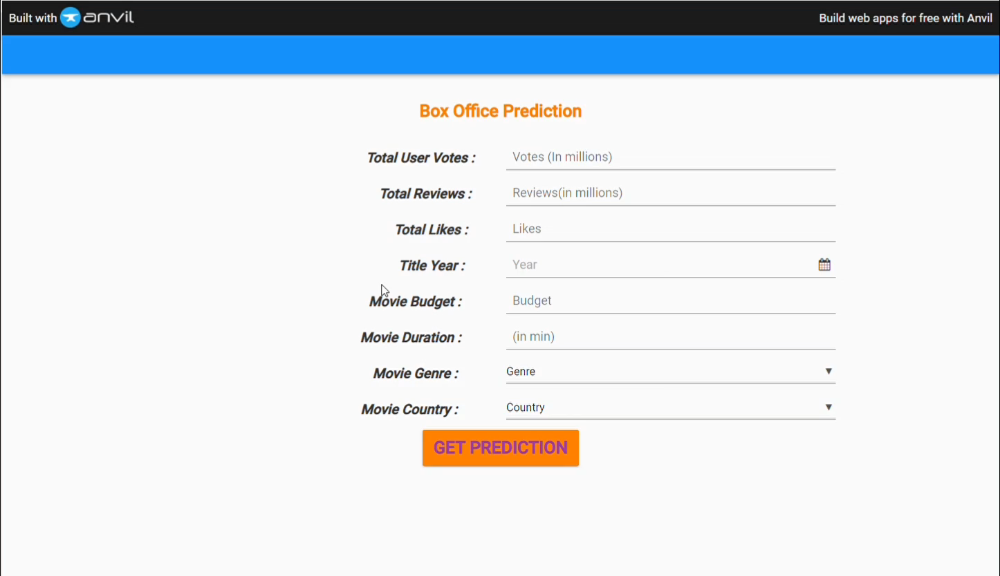 Built with anvil Build web apps for free with Anvil
Box Office Prediction
Total User Votes : Votes (In millions)
Total Reviews : Reviews(in millions)
Total Likes : Likes
Title Year : Year
Movie Budget : Budget
Movie Duration : (in min)
Movie Genre : Genre
Movie Country : Country
GET PREDICTION